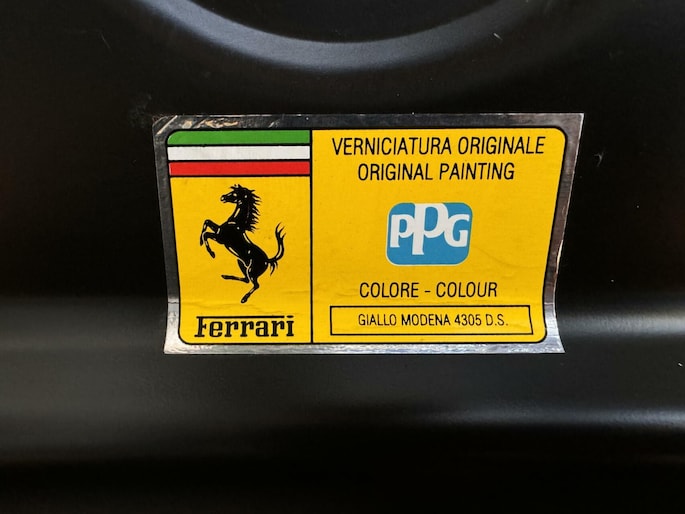 VERNICIATURA ORIGINALE
ORIGINAL PAINTING
PPG
COLORE - COLOUR
GIALLO MODENA 4305 D.S.
Ferrari